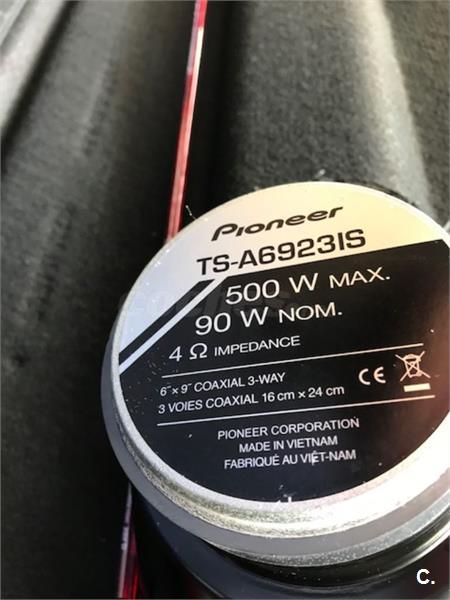 Pioneer
TS-A6923IS
500 W MAX.
90 W NOM.
4 Ω IMPEDANCE
6˝ × 9˝ COAXIAL 3-WAY
3 VOIES COAXIAL 16 cm × 24 cm
CE
PIONEER CORPORATION
MADE IN VIETNAM
FABRIQUÉ AU VIÊT-NAM
C.